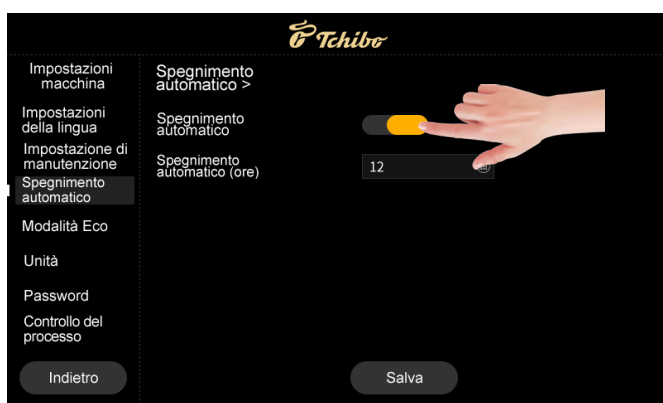 Tchibo
Impostazioni
macchina
Impostazioni
della lingua
Impostazione di
manutenzione
Spegnimento
automatico
Modalità Eco
Unità
Password
Controllo del
processo
Indietro
Spegnimento
automatico >
Spegnimento
automatico
Spegnimento
automatico (ore)
12
Salva